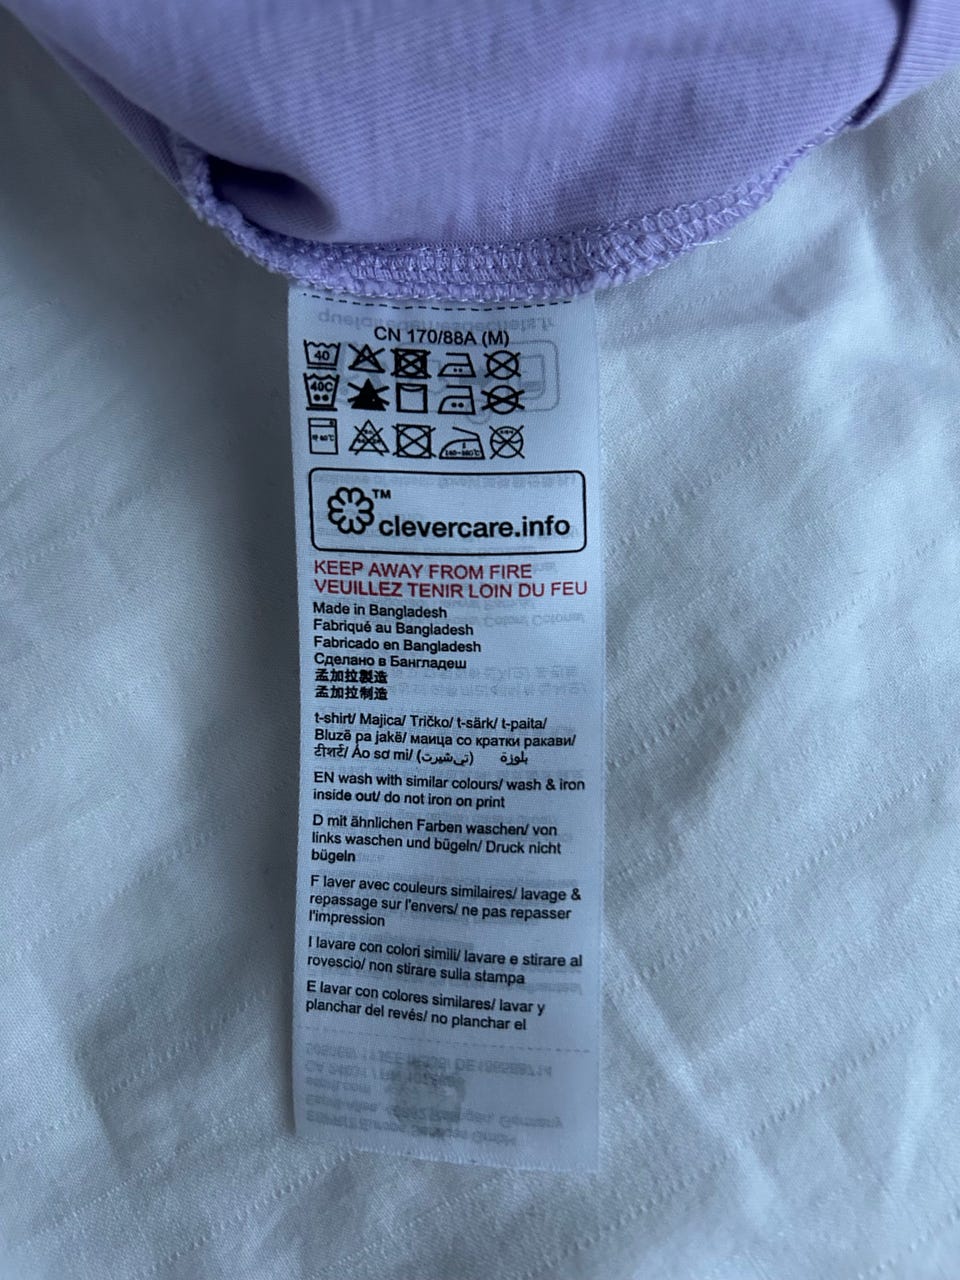 CN 170/88A (M)
40
40C
™
clevercare.info
KEEP AWAY FROM FIRE
VEUILLEZ TENIR LOIN DU FEU
Made in Bangladesh
Fabriqué au Bangladesh
Fabricado en Bangladesh
Сделано в Бангладеш
孟加拉製造
孟加拉制造
t-shirt/ Majica/ Tričko/ t-särk/ t-paita/
Bluzë pa jakë/ маица со кратки ракави/
टीशर्ट/ Áo sơ mi/ (تي شيرت) بلوزة
EN wash with similar colours/ wash & iron
inside out/ do not iron on print
D mit ähnlichen Farben waschen/ von
links waschen und bügeln/ Druck nicht
bügeln
F laver avec couleurs similaires/ lavage &
repassage sur l'envers/ ne pas repasser
l'impression
I lavare con colori simili/ lavare e stirare al
rovescio/ non stirare sulla stampa
E lavar con colores similares/ lavar y
planchar del revés/ no planchar el